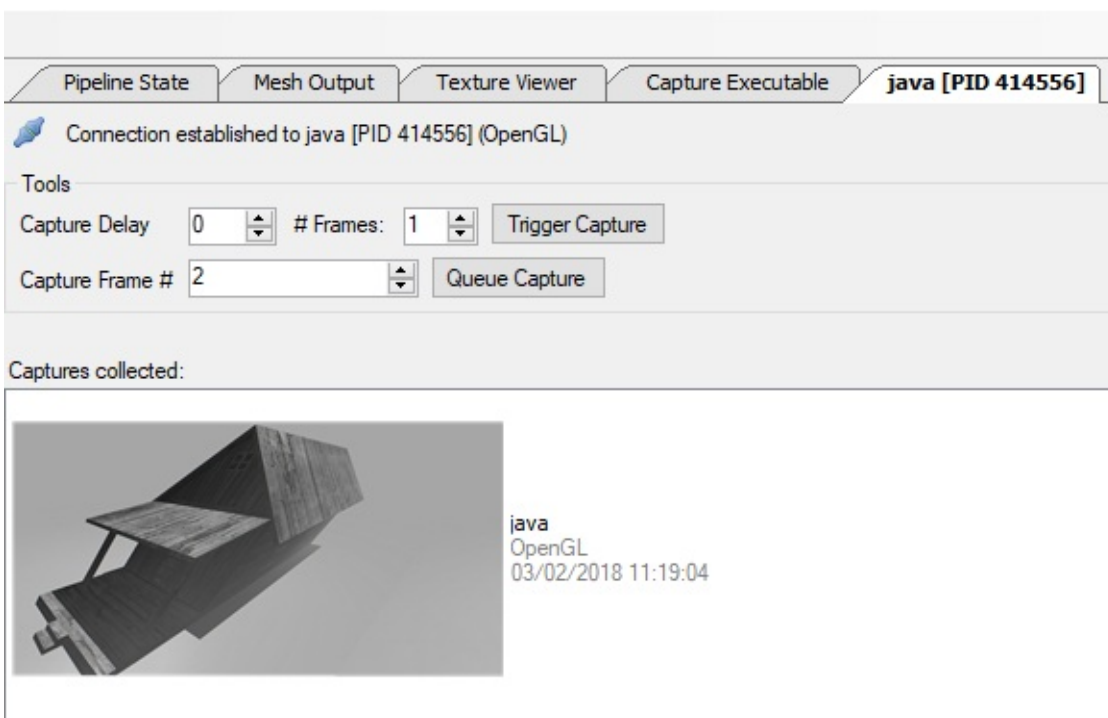 Pipeline State Mesh Output Texture Viewer Capture Executable java [PID 414556]
Connection established to java [PID 414556] (OpenGL)
Tools
Capture Delay 0 # Frames: 1 Trigger Capture
Capture Frame # 2 Queue Capture
Captures collected:
java
OpenGL
03/02/2018 11:19:04